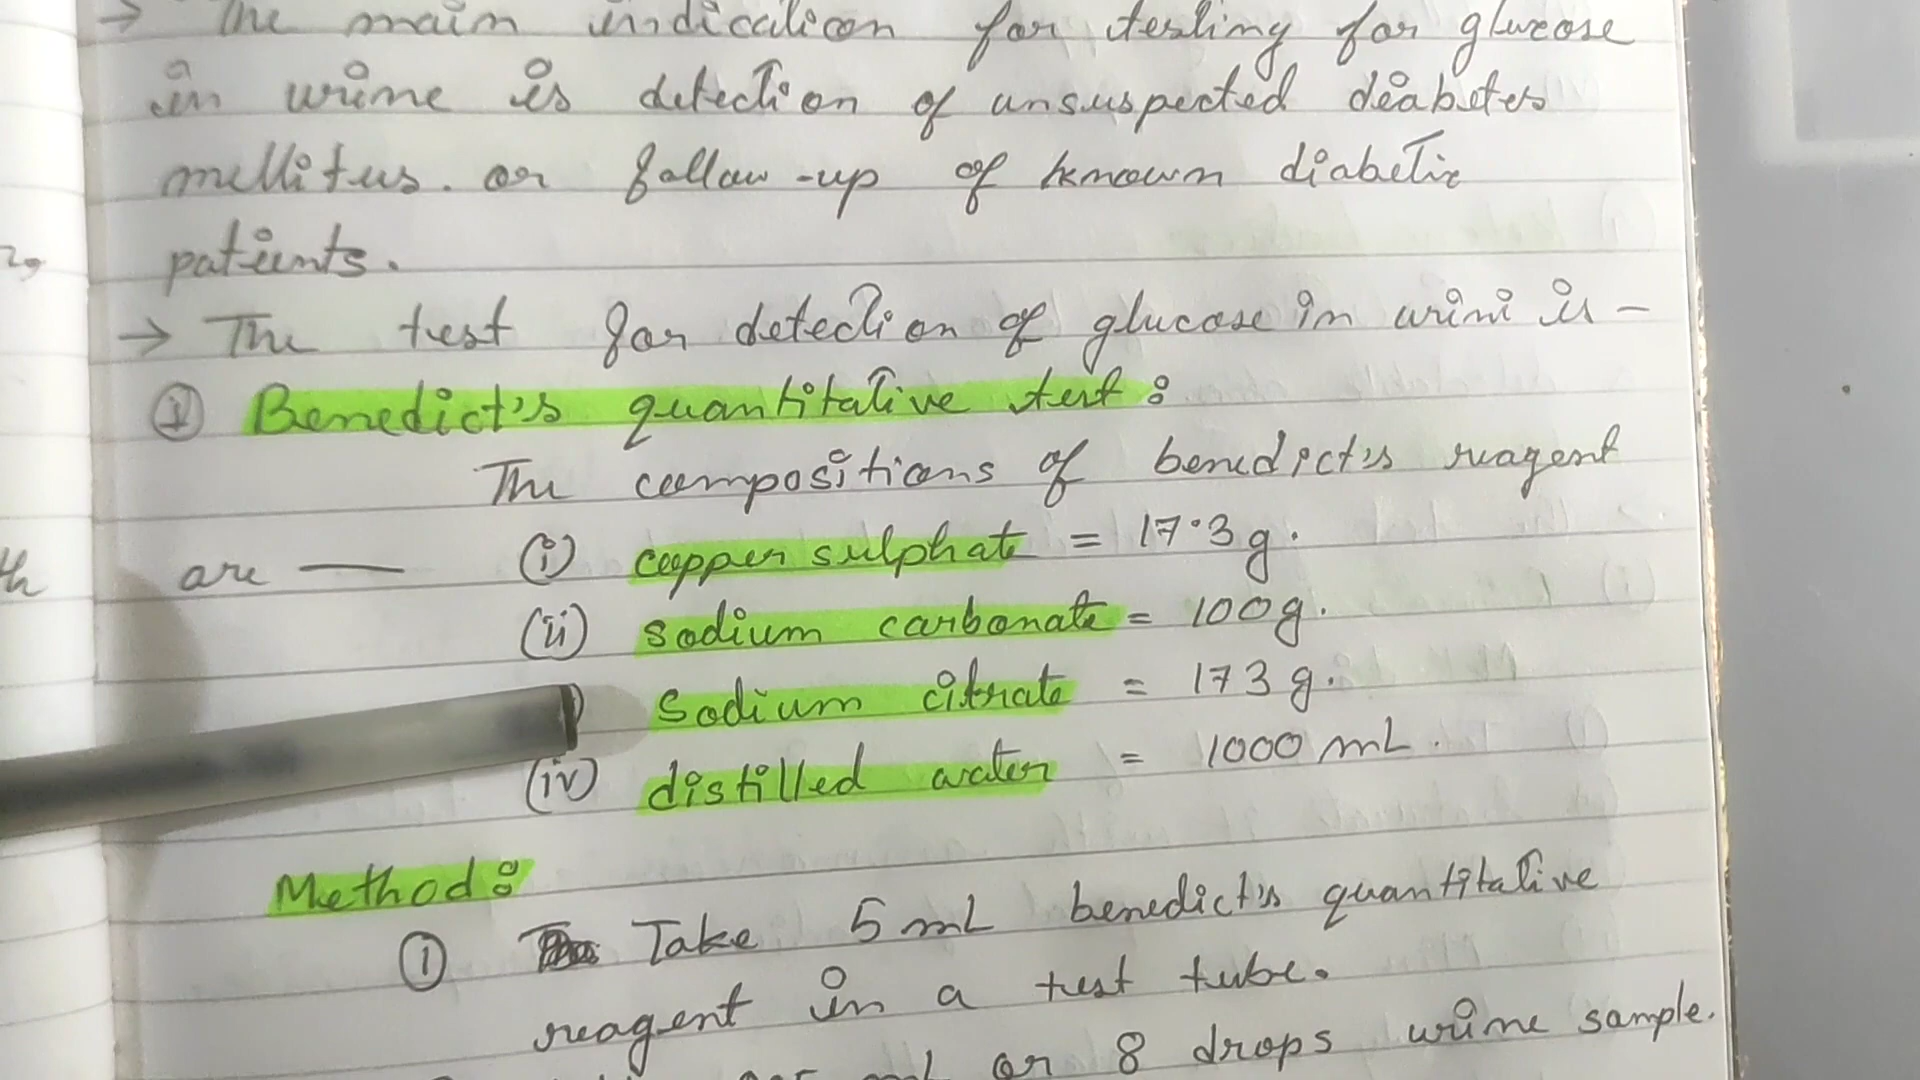 → The main indication for testing for glucose
in urine is detection of unsuspected diabetes
mellitus. or follow-up of known diabetic
patients.
→ The test for detection of glucose in urine is -
① Benedict's quantitative test:
The compositions of benedict's reagent
are — (i) copper sulphate = 17.3 g.
(ii) sodium carbonate = 100g.
) Sodium citrate = 173 g.
(iv) distilled water = 1000 mL.
Method:
① Take 5 mL benedict's quantitative
reagent in a test tube.
mL or 8 drops urine sample.